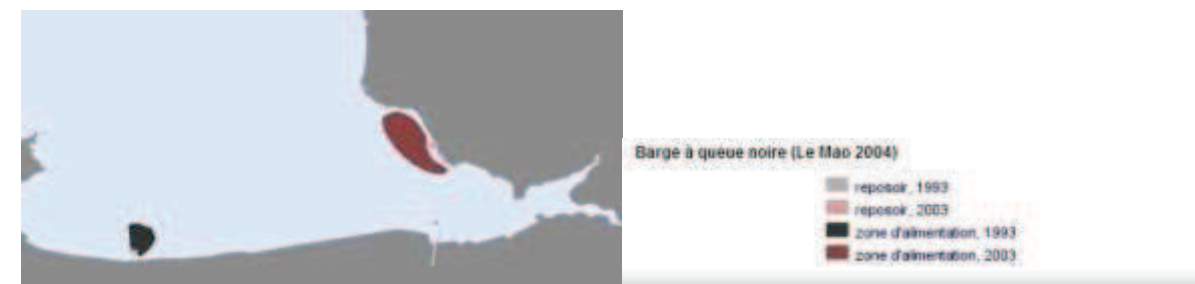 Barge à queue noire (Le Mao 2004)
reposoir, 1993
reposoir, 2003
zone d'alimentation, 1993
zone d'alimentation, 2003